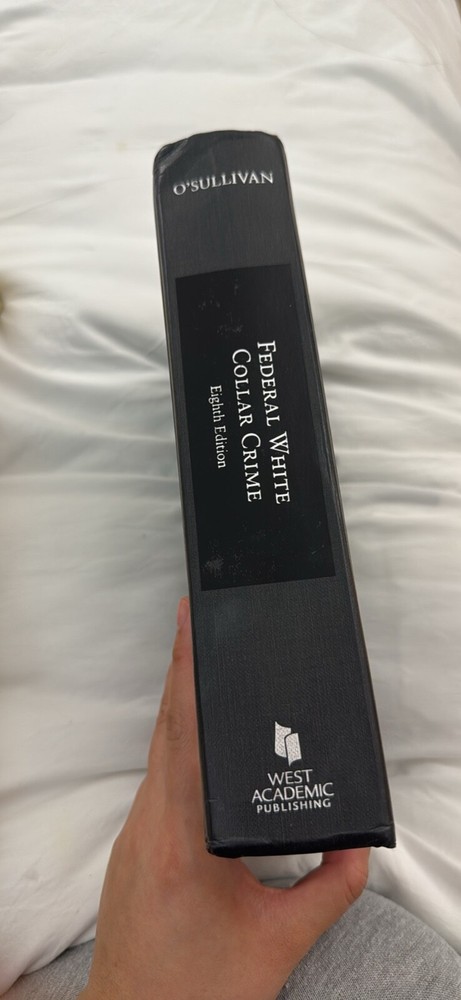 O'SULLIVAN
FEDERAL WHITE
COLLAR CRIME
Eighth Edition
WEST
ACADEMIC
PUBLISHING